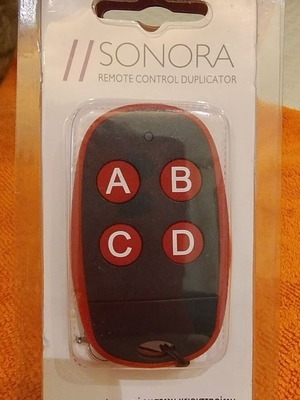 // SONORA
REMOTE CONTROL DUPLICATOR
A B
C D